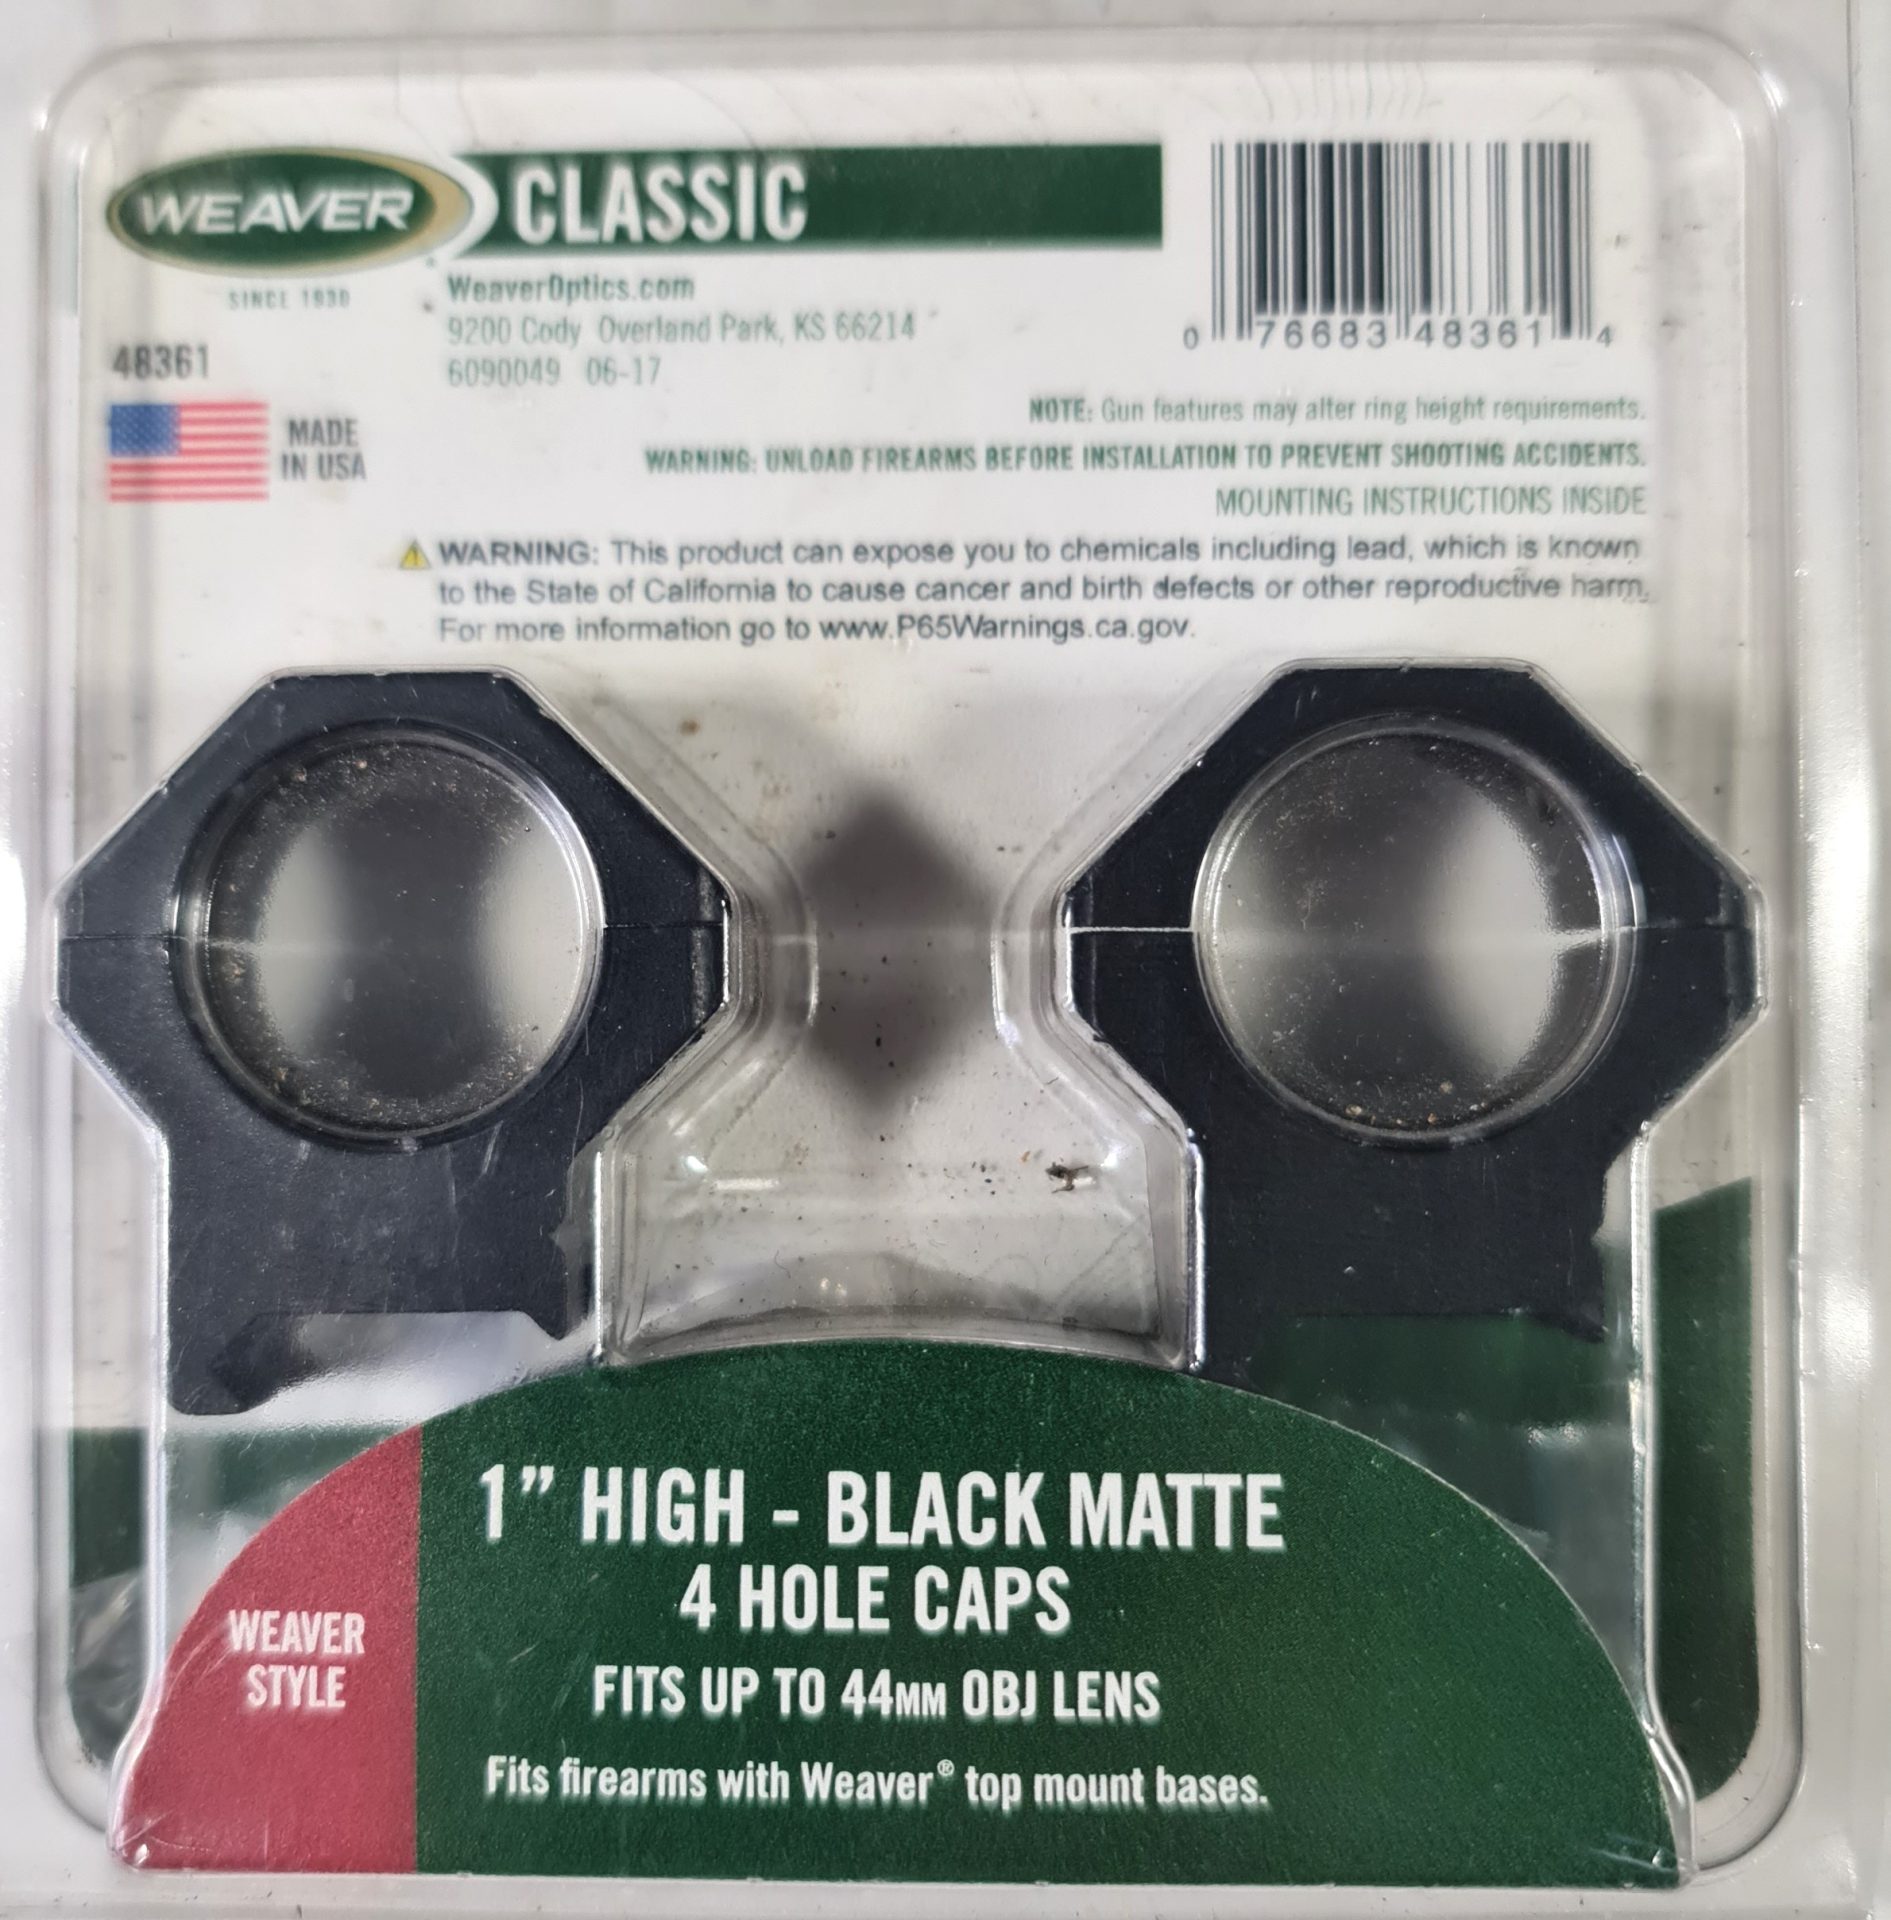 WEAVER
CLASSIC
SINCE 1930
WeaverOptics.com
9200 Cody Overland Park, KS 66214
6090049 06-17
48361
MADE
IN USA
0 76683 48361 4
NOTE: Gun features may alter ring height requirements.
WARNING: UNLOAD FIREARMS BEFORE INSTALLATION TO PREVENT SHOOTING ACCIDENTS.
MOUNTING INSTRUCTIONS INSIDE
⚠ WARNING: This product can expose you to chemicals including lead, which is known
to the State of California to cause cancer and birth defects or other reproductive harm.
For more information go to www.P65Warnings.ca.gov.
1” HIGH - BLACK MATTE
4 HOLE CAPS
WEAVER
STYLE
FITS UP TO 44MM OBJ LENS
Fits firearms with Weaver® top mount bases.